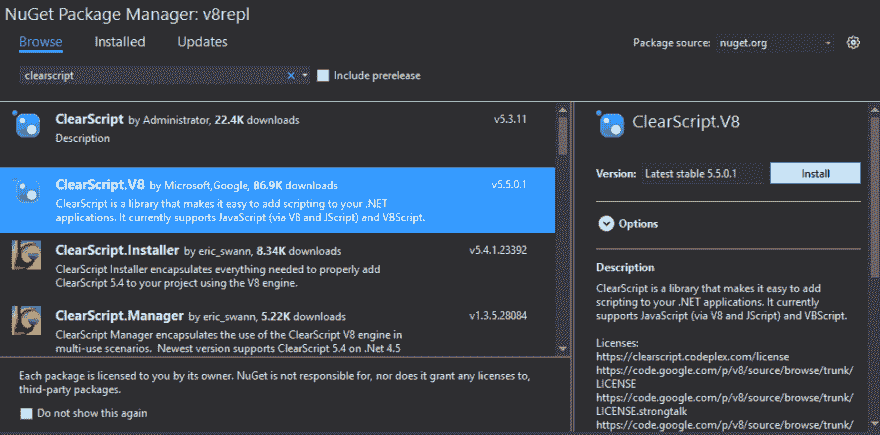 NuGet Package Manager: v8repl
Browse Installed Updates
Package source: nuget.org
clearscript
Include prerelease
ClearScript by Administrator, 22.4K downloads v5.3.11
Description
ClearScript.V8 by Microsoft,Google, 86.9K downloads v5.5.0.1
ClearScript is a library that makes it easy to add scripting to your .NET
applications. It currently supports JavaScript (via V8 and JScript) and VBScript.
ClearScript.Installer by eric_swann, 8.34K downloads v5.4.1.23392
ClearScript Installer encapsulates everything needed to properly add
ClearScript 5.4 to your project using the V8 engine.
ClearScript.Manager by eric_swann, 5.22K downloads v1.3.5.28084
ClearScript Manager encapsulates the use of the ClearScript V8 engine in
multi-use scenarios. Newest version supports ClearScript 5.4 on .Net 4.5
Each package is licensed to you by its owner. NuGet is not responsible for, nor does it grant any licenses to,
third-party packages.
Do not show this again
ClearScript.V8
Version: Latest stable 5.5.0.1 Install
Options
Description
ClearScript is a library that makes it easy to add
scripting to your .NET applications. It currently
supports JavaScript (via V8 and JScript) and VBScript.
Licenses:
https://clearscript.codeplex.com/license
https://code.google.com/p/v8/source/browse/trunk/
LICENSE
https://code.google.com/p/v8/source/browse/trunk/
LICENSE.strongtalk
https://code.google.com/p/v8/source/browse/trunk/